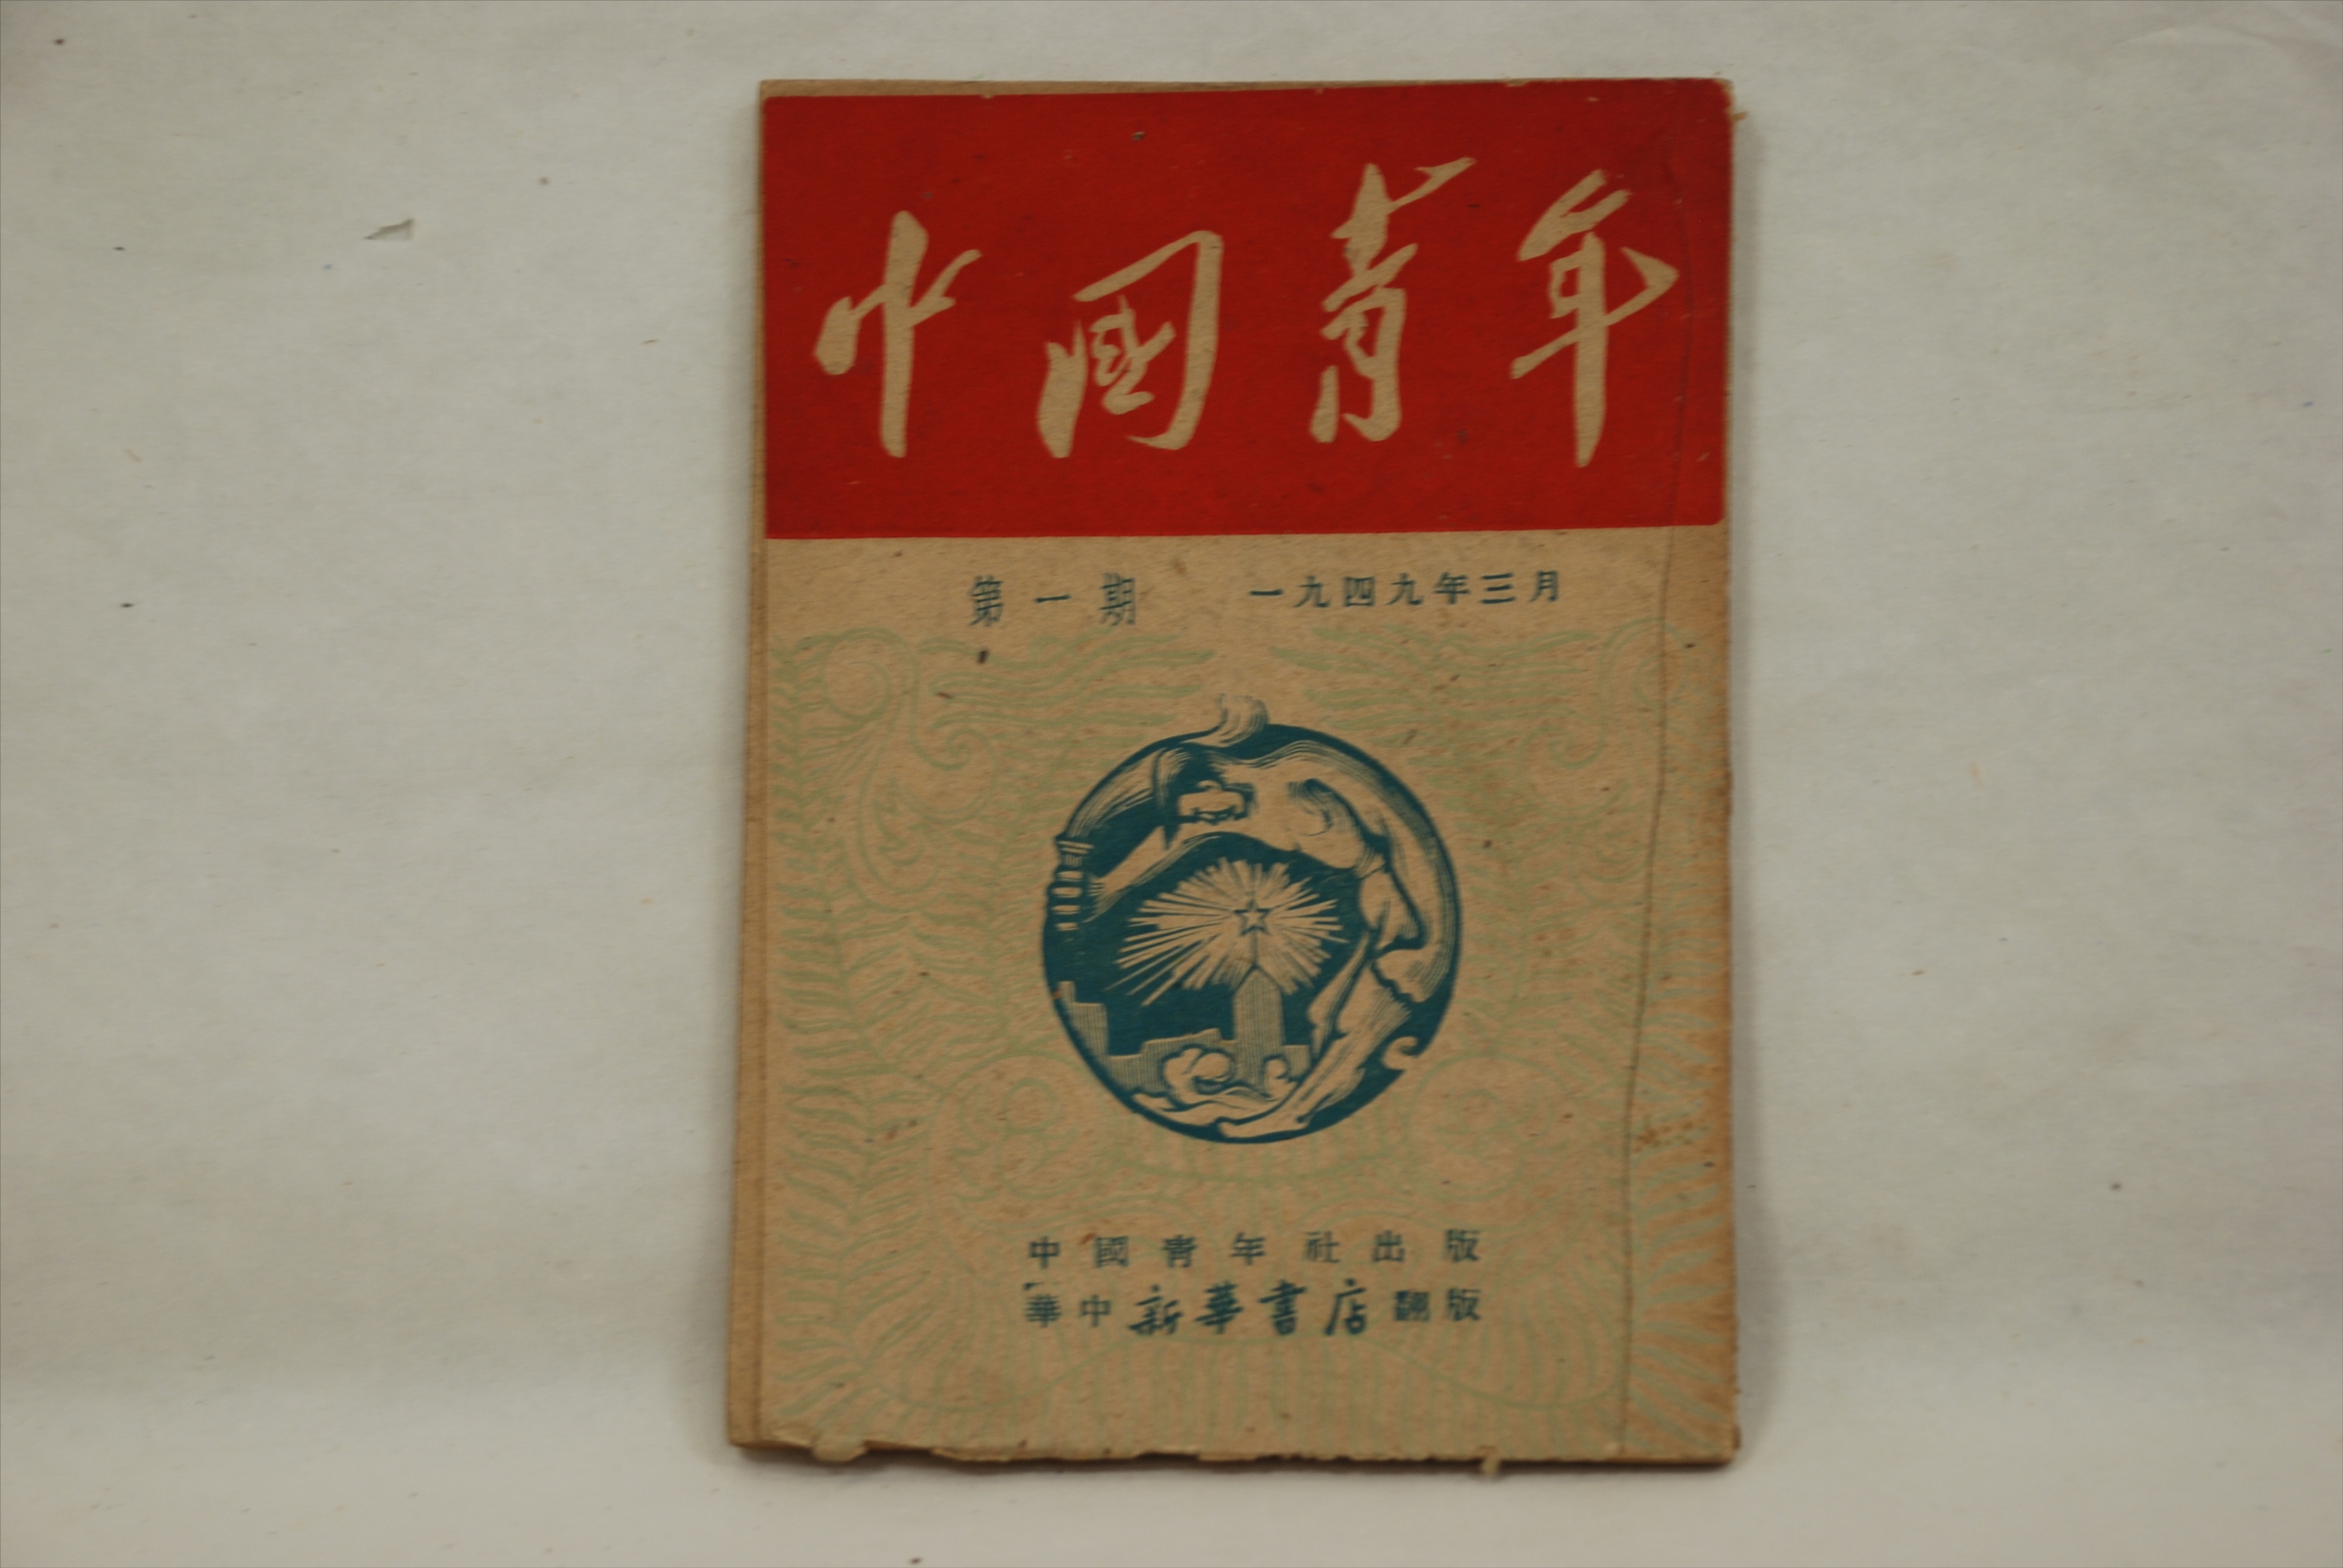 中國青年
第一期 一九四九年三月
中國青年社出版
華中新華書店翻版